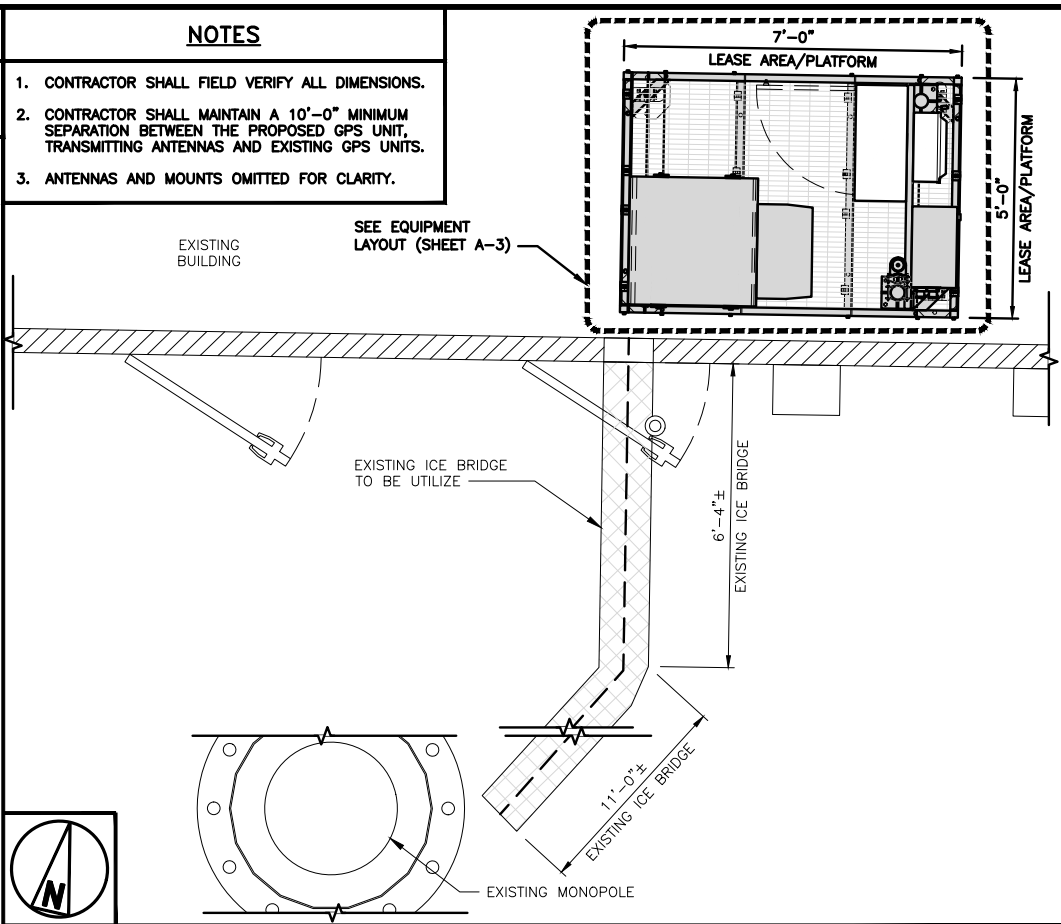 NOTES
1. CONTRACTOR SHALL FIELD VERIFY ALL DIMENSIONS.
2. CONTRACTOR SHALL MAINTAIN A 10'-0" MINIMUM
SEPARATION BETWEEN THE PROPOSED GPS UNIT,
TRANSMITTING ANTENNAS AND EXISTING GPS UNITS.
3. ANTENNAS AND MOUNTS OMITTED FOR CLARITY.
7'-0"
LEASE AREA/PLATFORM
5'-0"
LEASE AREA/PLATFORM
SEE EQUIPMENT
LAYOUT (SHEET A-3)
EXISTING
BUILDING
EXISTING ICE BRIDGE
TO BE UTILIZE
6'-4"±
EXISTING ICE BRIDGE
11'-0"±
EXISTING ICE BRIDGE
EXISTING MONOPOLE
N